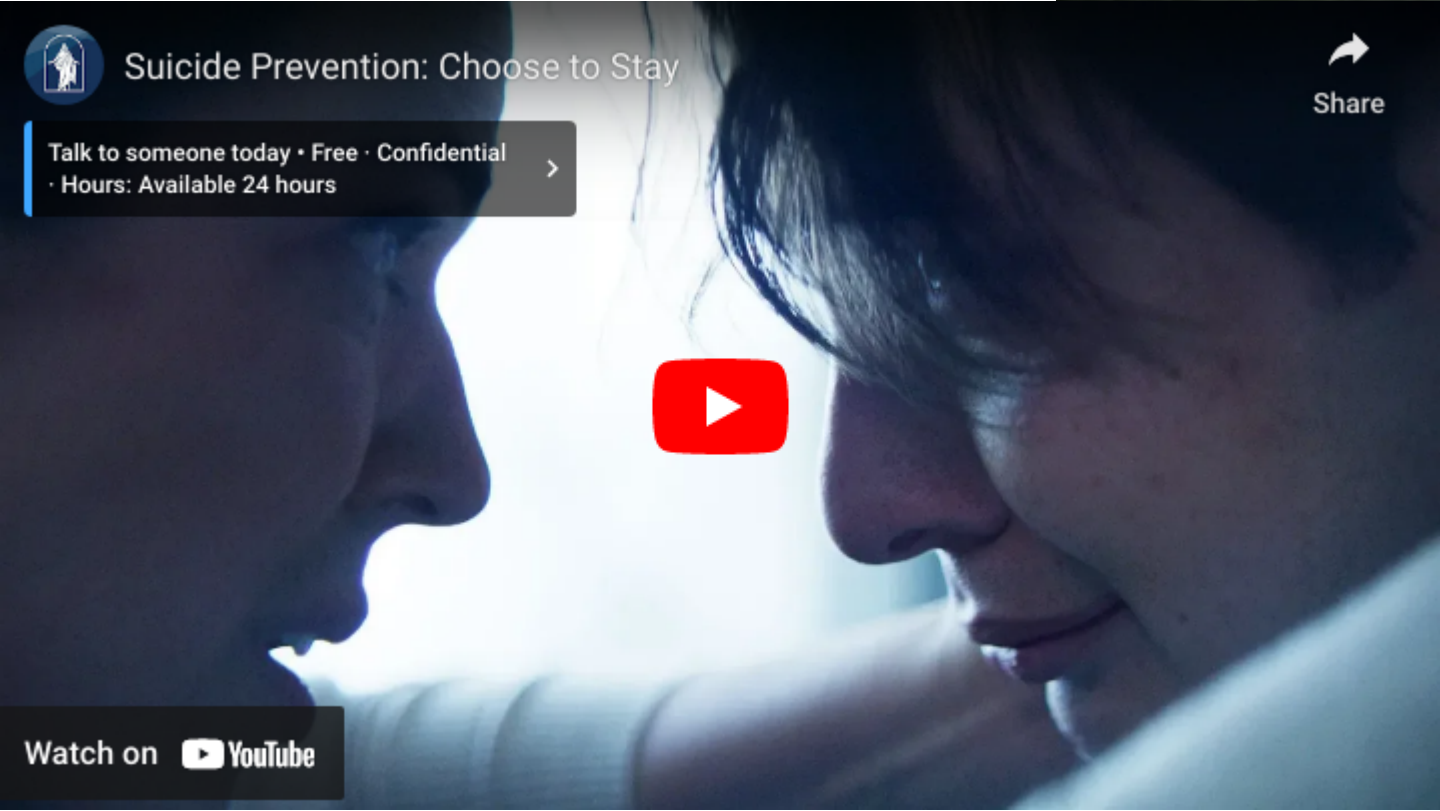 Suicide Prevention: Choose to Stay
Share
Talk to someone today • Free · Confidential
· Hours: Available 24 hours
Watch on YouTube